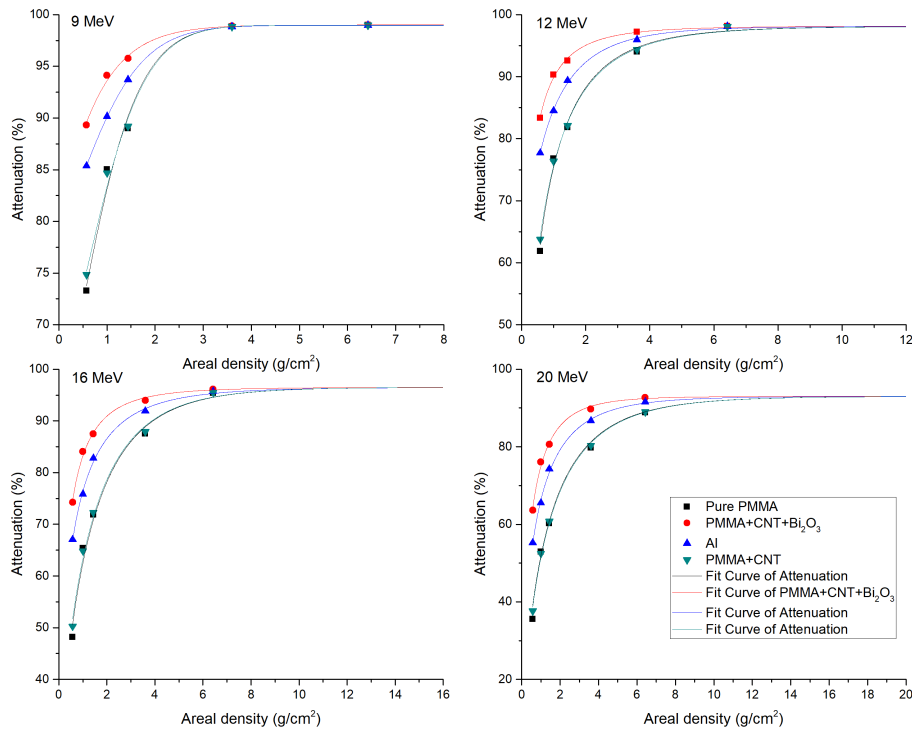 9 MeV
100
95
90
85
80
75
70
Attenuation (%)
0 1 2 3 4 5 6 7 8
Areal density (g/cm²)
12 MeV
100
90
80
70
60
50
Attenuation (%)
0 2 4 6 8 10 12
Areal density (g/cm²)
16 MeV
100
90
80
70
60
50
40
Attenuation (%)
0 2 4 6 8 10 12 14 16
Areal density (g/cm²)
20 MeV
100
80
60
40
20
Attenuation (%)
Pure PMMA
PMMA+CNT+Bi₂O₃
Al
PMMA+CNT
Fit Curve of Attenuation
Fit Curve of PMMA+CNT+Bi₂O₃
Fit Curve of Attenuation
Fit Curve of Attenuation
0 2 4 6 8 10 12 14 16 18 20
Areal density (g/cm²)